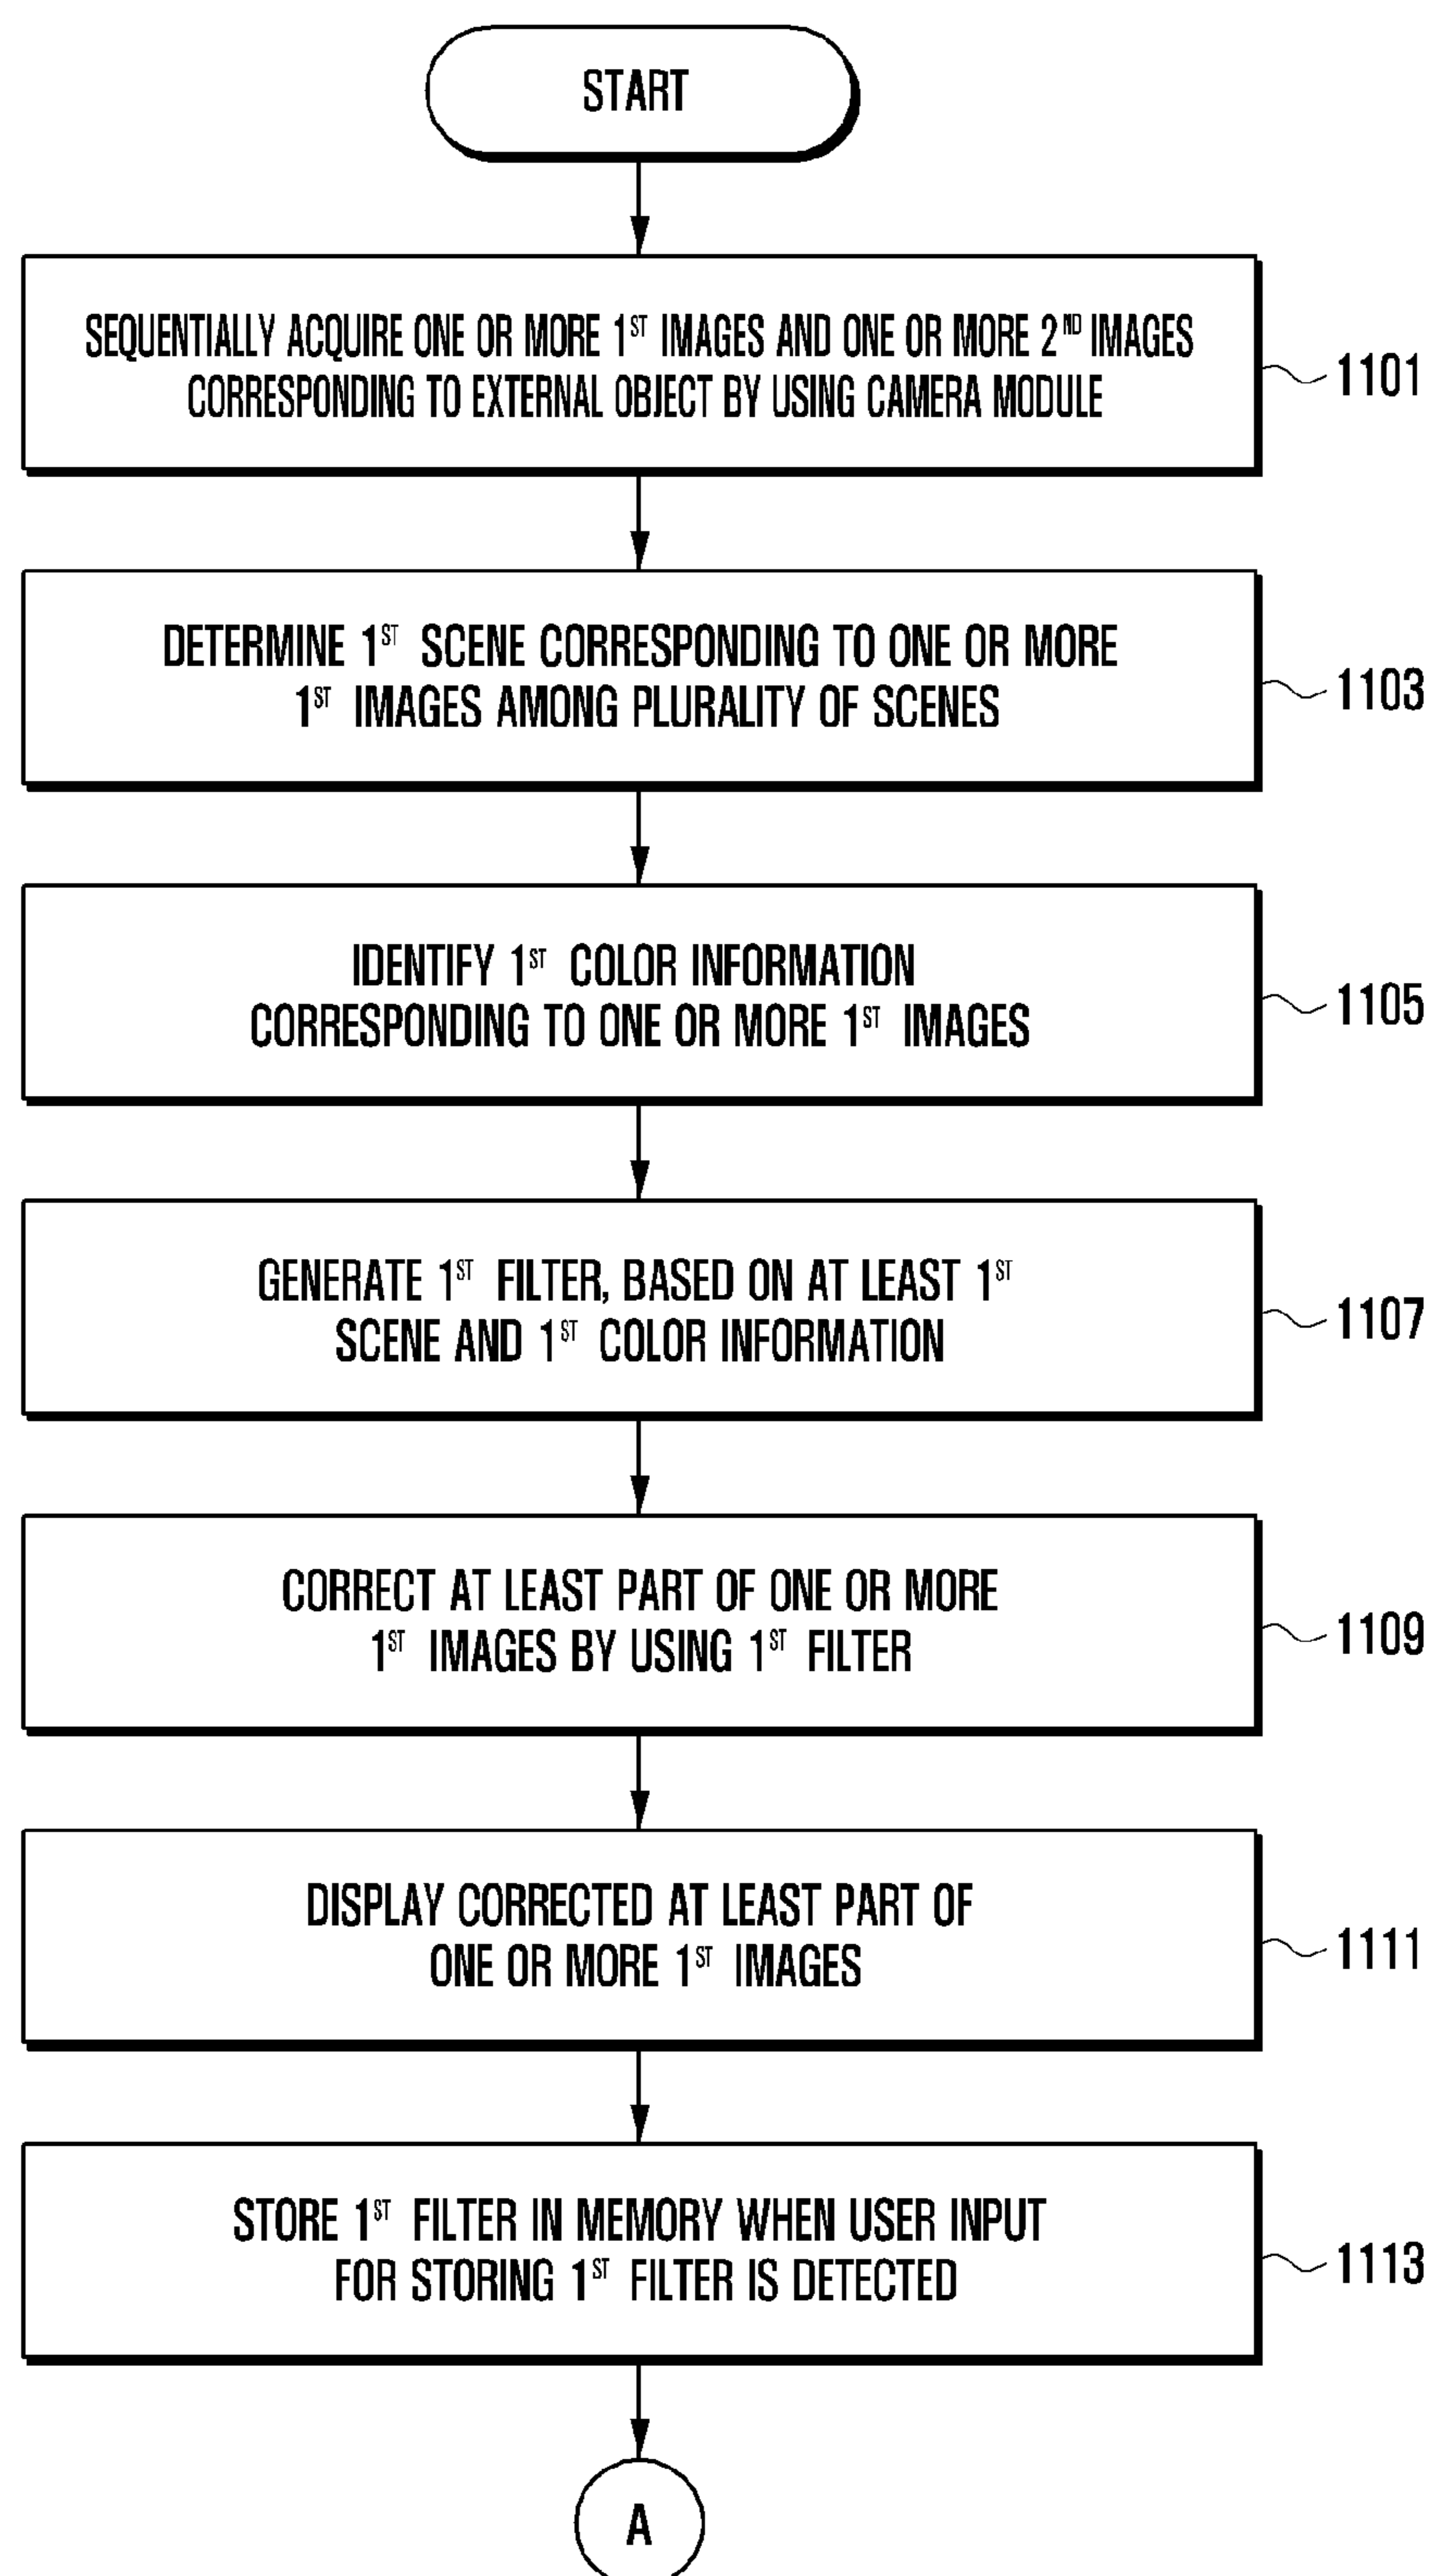 START
SEQUENTIALLY ACQUIRE ONE OR MORE 1ST IMAGES AND ONE OR MORE 2ND IMAGES
CORRESPONDING TO EXTERNAL OBJECT BY USING CAMERA MODULE
1101
DETERMINE 1ST SCENE CORRESPONDING TO ONE OR MORE
1ST IMAGES AMONG PLURALITY OF SCENES
1103
IDENTIFY 1ST COLOR INFORMATION
CORRESPONDING TO ONE OR MORE 1ST IMAGES
1105
GENERATE 1ST FILTER, BASED ON AT LEAST 1ST
SCENE AND 1ST COLOR INFORMATION
1107
CORRECT AT LEAST PART OF ONE OR MORE
1ST IMAGES BY USING 1ST FILTER
1109
DISPLAY CORRECTED AT LEAST PART OF
ONE OR MORE 1ST IMAGES
1111
STORE 1ST FILTER IN MEMORY WHEN USER INPUT
FOR STORING 1ST FILTER IS DETECTED
1113
A